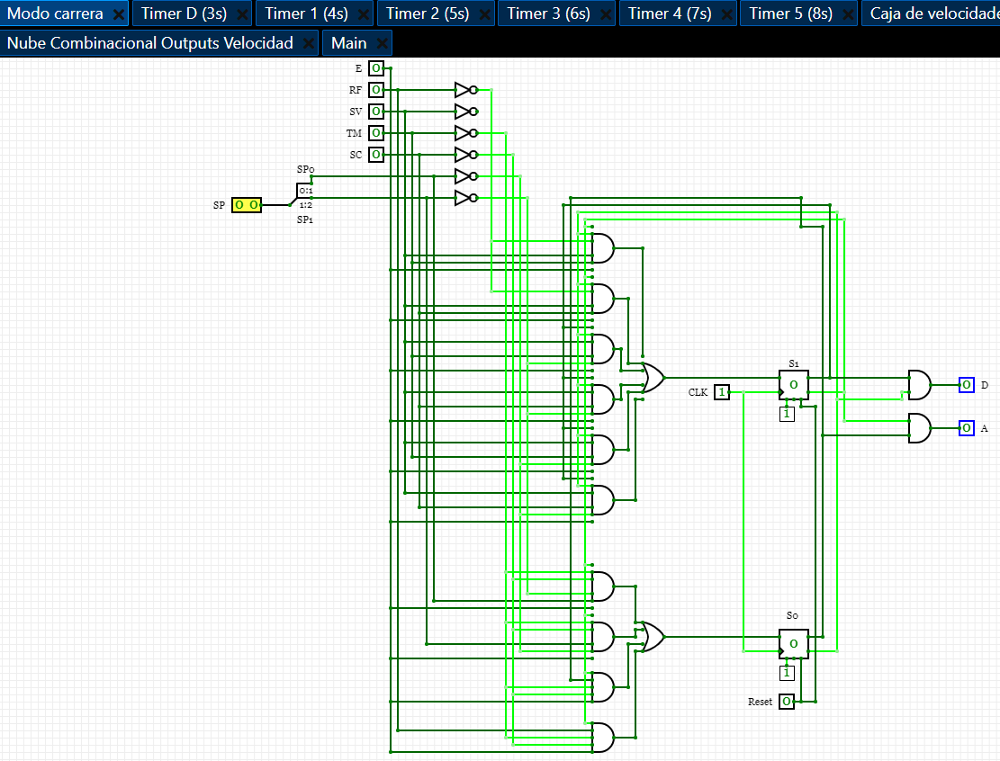 Modo carrera × Timer D (3s) × Timer 1 (4s) × Timer 2 (5s) × Timer 3 (6s) × Timer 4 (7s) × Timer 5 (8s) × Caja de velocidade
Nube Combinacional Outputs Velocidad × Main ×
E 0
RF 0
SV 0
TM 0
SC 0
SP0
0:1
SP 0 0
1:2
SP1
S1
0
CLK 1
1
0 D
0 A
S0
0
1
Reset 0